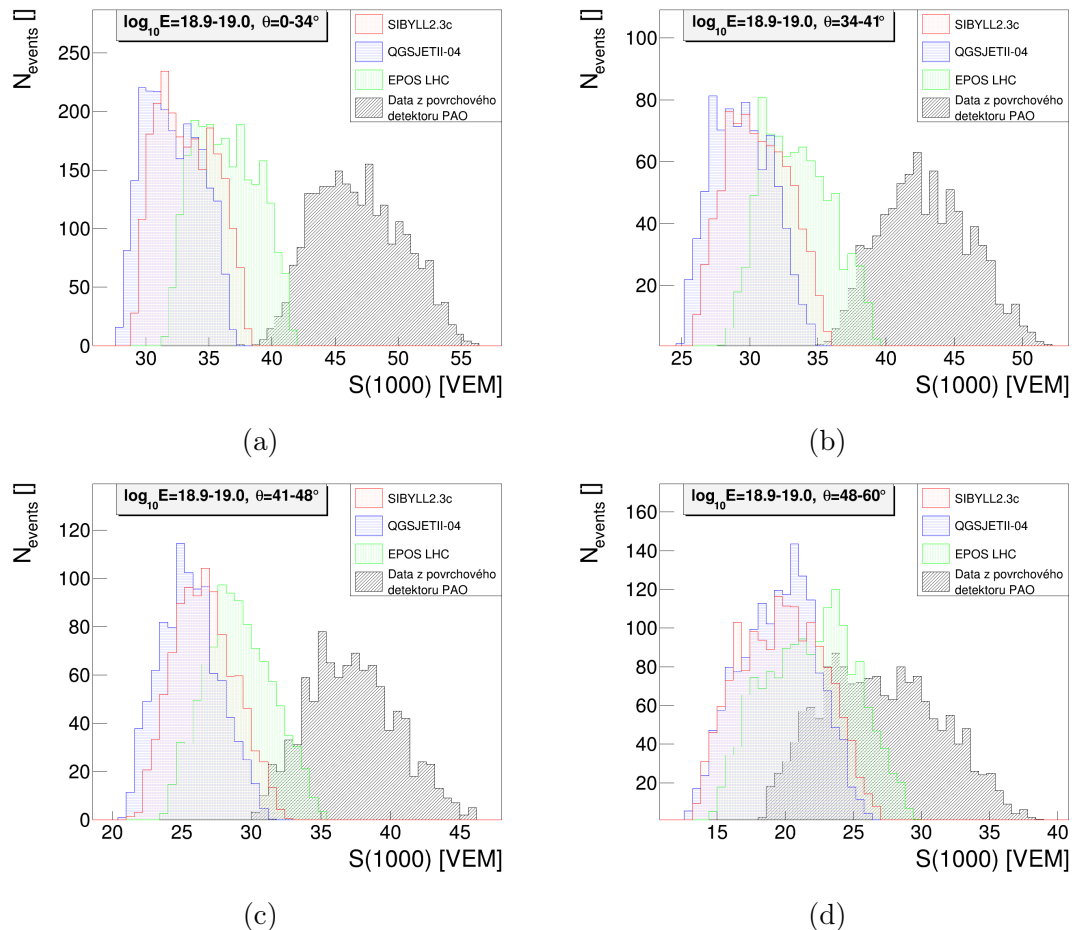 log10E=18.9-19.0, θ=0-34°
SIBYLL2.3c
QGSJETII-04
EPOS LHC
Data z povrchového
detektoru PAO
Nevents []
250
200
150
100
50
0
30 35 40 45 50 55
S(1000) [VEM]
(a)
log10E=18.9-19.0, θ=34-41°
SIBYLL2.3c
QGSJETII-04
EPOS LHC
Data z povrchového
detektoru PAO
Nevents []
100
80
60
40
20
25 30 35 40 45 50
S(1000) [VEM]
(b)
log10E=18.9-19.0, θ=41-48°
SIBYLL2.3c
QGSJETII-04
EPOS LHC
Data z povrchového
detektoru PAO
Nevents []
120
100
80
60
40
20
0
20 25 30 35 40 45
S(1000) [VEM]
(c)
log10E=18.9-19.0, θ=48-60°
SIBYLL2.3c
QGSJETII-04
EPOS LHC
Data z povrchového
detektoru PAO
Nevents []
160
140
120
100
80
60
40
20
15 20 25 30 35 40
S(1000) [VEM]
(d)